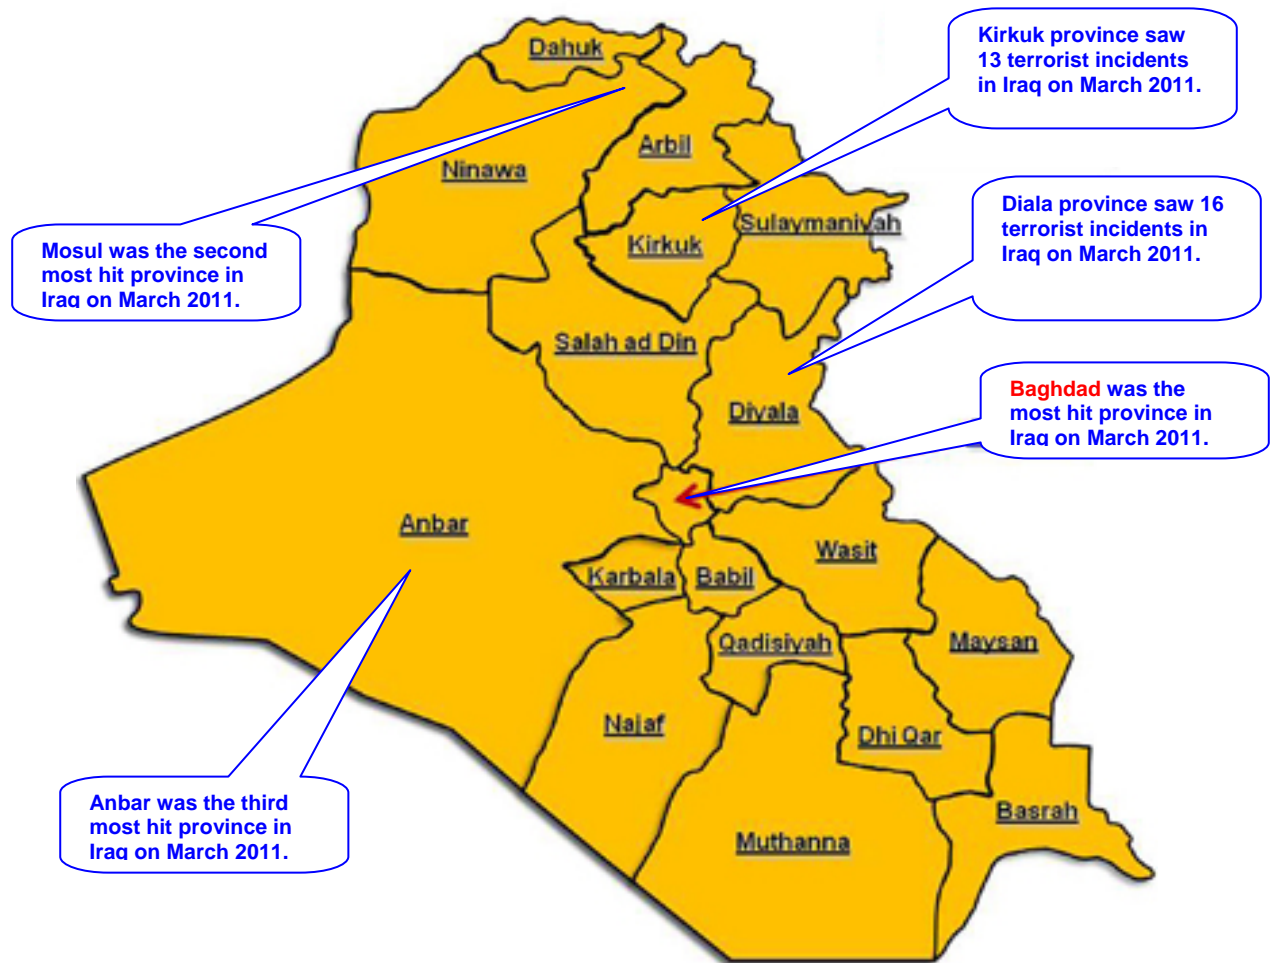 Dahuk
Kirkuk province saw
13 terrorist incidents
in Iraq on March 2011.
Arbil
Ninawa
Diala province saw 16
terrorist incidents in
Iraq on March 2011.
Sulaymaniyah
Kirkuk
Mosul was the second
most hit province in
Iraq on March 2011.
Salah ad Din
Diyala
Baghdad was the
most hit province in
Iraq on March 2011.
Anbar
Wasit
Karbala
Babil
Qadisiyah
Maysan
Najaf
Dhi Qar
Anbar was the third
most hit province in
Iraq on March 2011.
Basrah
Muthanna